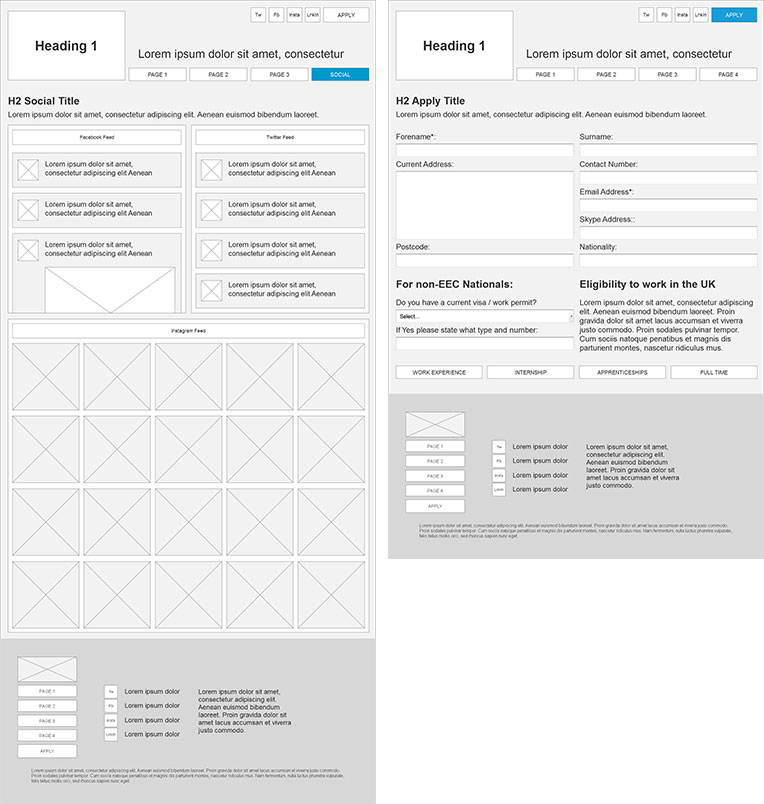 Tw Fb Insta LnkIn APPLY
Heading 1
Lorem ipsum dolor sit amet, consectetur
PAGE 1 PAGE 2 PAGE 3 SOCIAL
H2 Social Title
Lorem ipsum dolor sit amet, consectetur adipiscing elit. Aenean euismod bibendum laoreet.
Facebook Feed
Lorem ipsum dolor sit amet,
consectetur adipiscing elit Aenean
Lorem ipsum dolor sit amet,
consectetur adipiscing elit Aenean
Lorem ipsum dolor sit amet,
consectetur adipiscing elit Aenean
Twitter Feed
Lorem ipsum dolor sit amet,
consectetur adipiscing elit Aenean
Lorem ipsum dolor sit amet,
consectetur adipiscing elit Aenean
Lorem ipsum dolor sit amet,
consectetur adipiscing elit Aenean
Lorem ipsum dolor sit amet,
consectetur adipiscing elit Aenean
Instagram Feed
PAGE 1
PAGE 2
PAGE 3
PAGE 4
APPLY
Tw Lorem ipsum dolor
Fb Lorem ipsum dolor
Insta Lorem ipsum dolor
LnkIn Lorem ipsum dolor
Lorem ipsum dolor sit amet,
consectetur adipiscing elit.
Aenean euismod bibendum
laoreet. Proin gravida dolor sit
amet lacus accumsan et viverra
justo commodo.
Lorem ipsum dolor sit amet, consectetur adipiscing elit. Aenean euismod bibendum laoreet. Proin gravida dolor sit amet lacus accumsan et viverra justo commodo.
Proin sodales pulvinar tempor. Cum sociis natoque penatibus et magnis dis parturient montes, nascetur ridiculus mus. Nam fermentum, nulla luctus pharetra vulputate,
felis tellus mollis orci, sed rhoncus sapien nunc eget.
Tw Fb Insta LnkIn APPLY
Heading 1
Lorem ipsum dolor sit amet, consectetur
PAGE 1 PAGE 2 PAGE 3 PAGE 4
H2 Apply Title
Lorem ipsum dolor sit amet, consectetur adipiscing elit. Aenean euismod bibendum laoreet.
Forename*: Surname:
Current Address: Contact Number:
Email Address*:
Skype Address::
Postcode: Nationality:
For non-EEC Nationals:
Do you have a current visa / work permit?
Select...
If Yes please state what type and number:
Eligibility to work in the UK
Lorem ipsum dolor sit amet, consectetur adipiscing
elit. Aenean euismod bibendum laoreet. Proin
gravida dolor sit amet lacus accumsan et viverra
justo commodo. Proin sodales pulvinar tempor.
Cum sociis natoque penatibus et magnis dis
parturient montes, nascetur ridiculus mus.
WORK EXPERIENCE INTERNSHIP APPRENTICESHIPS FULL TIME
PAGE 1
PAGE 2
PAGE 3
PAGE 4
APPLY
Tw Lorem ipsum dolor
Fb Lorem ipsum dolor
Insta Lorem ipsum dolor
LnkIn Lorem ipsum dolor
Lorem ipsum dolor sit amet,
consectetur adipiscing elit.
Aenean euismod bibendum
laoreet. Proin gravida dolor sit
amet lacus accumsan et viverra
justo commodo.
Lorem ipsum dolor sit amet, consectetur adipiscing elit. Aenean euismod bibendum laoreet. Proin gravida dolor sit amet lacus accumsan et viverra justo commodo.
Proin sodales pulvinar tempor. Cum sociis natoque penatibus et magnis dis parturient montes, nascetur ridiculus mus. Nam fermentum, nulla luctus pharetra vulputate,
felis tellus mollis orci, sed rhoncus sapien nunc eget.